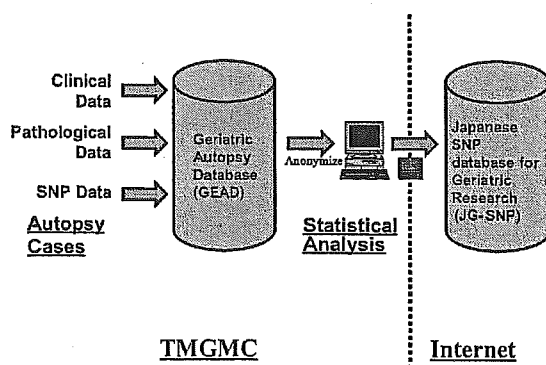 Clinical
Data
Pathological
Data
SNP Data
Autopsy
Cases
Geriatric
Autopsy
Database
(GEAD)
Anonymize
Statistical
Analysis
Japanese
SNP
database for
Geriatric
Research
(JG-SNP)
TMGMC
Internet